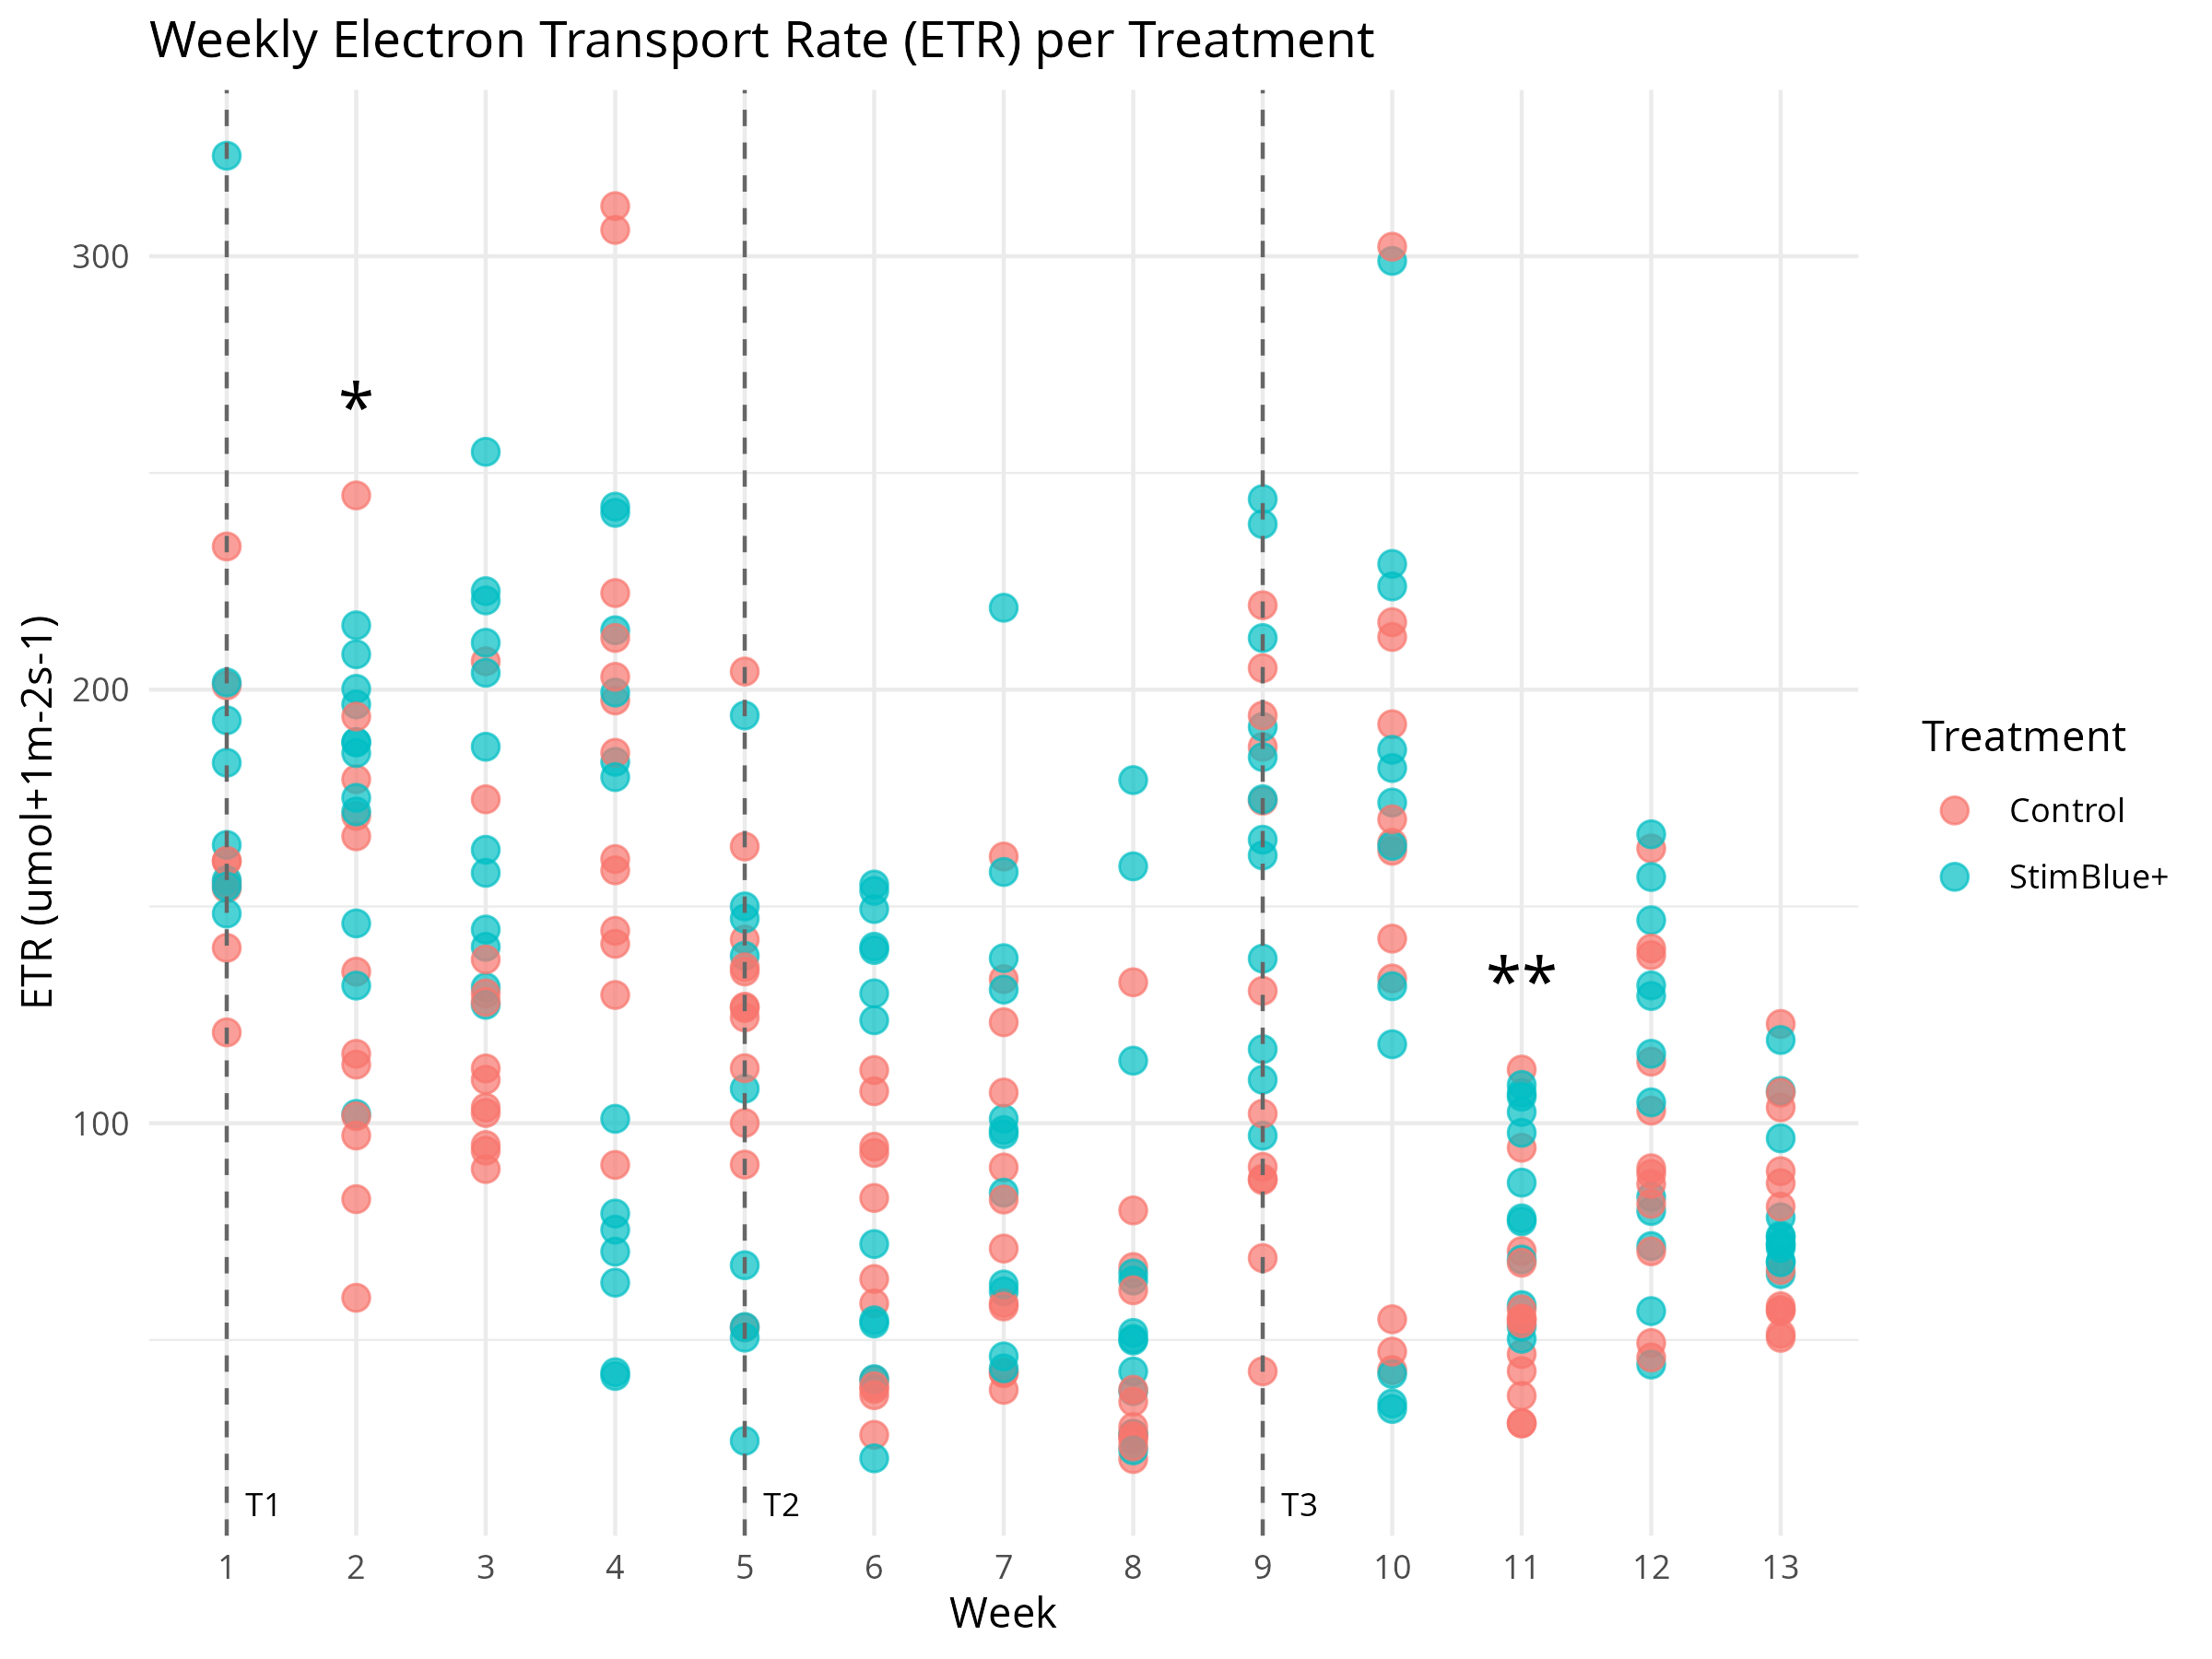 Weekly Electron Transport Rate (ETR) per Treatment
ETR (umol+1m-2s-1)
300
200
100
*
**
T1
T2
T3
1 2 3 4 5 6 7 8 9 10 11 12 13
Week
Treatment
Control
StimBlue+